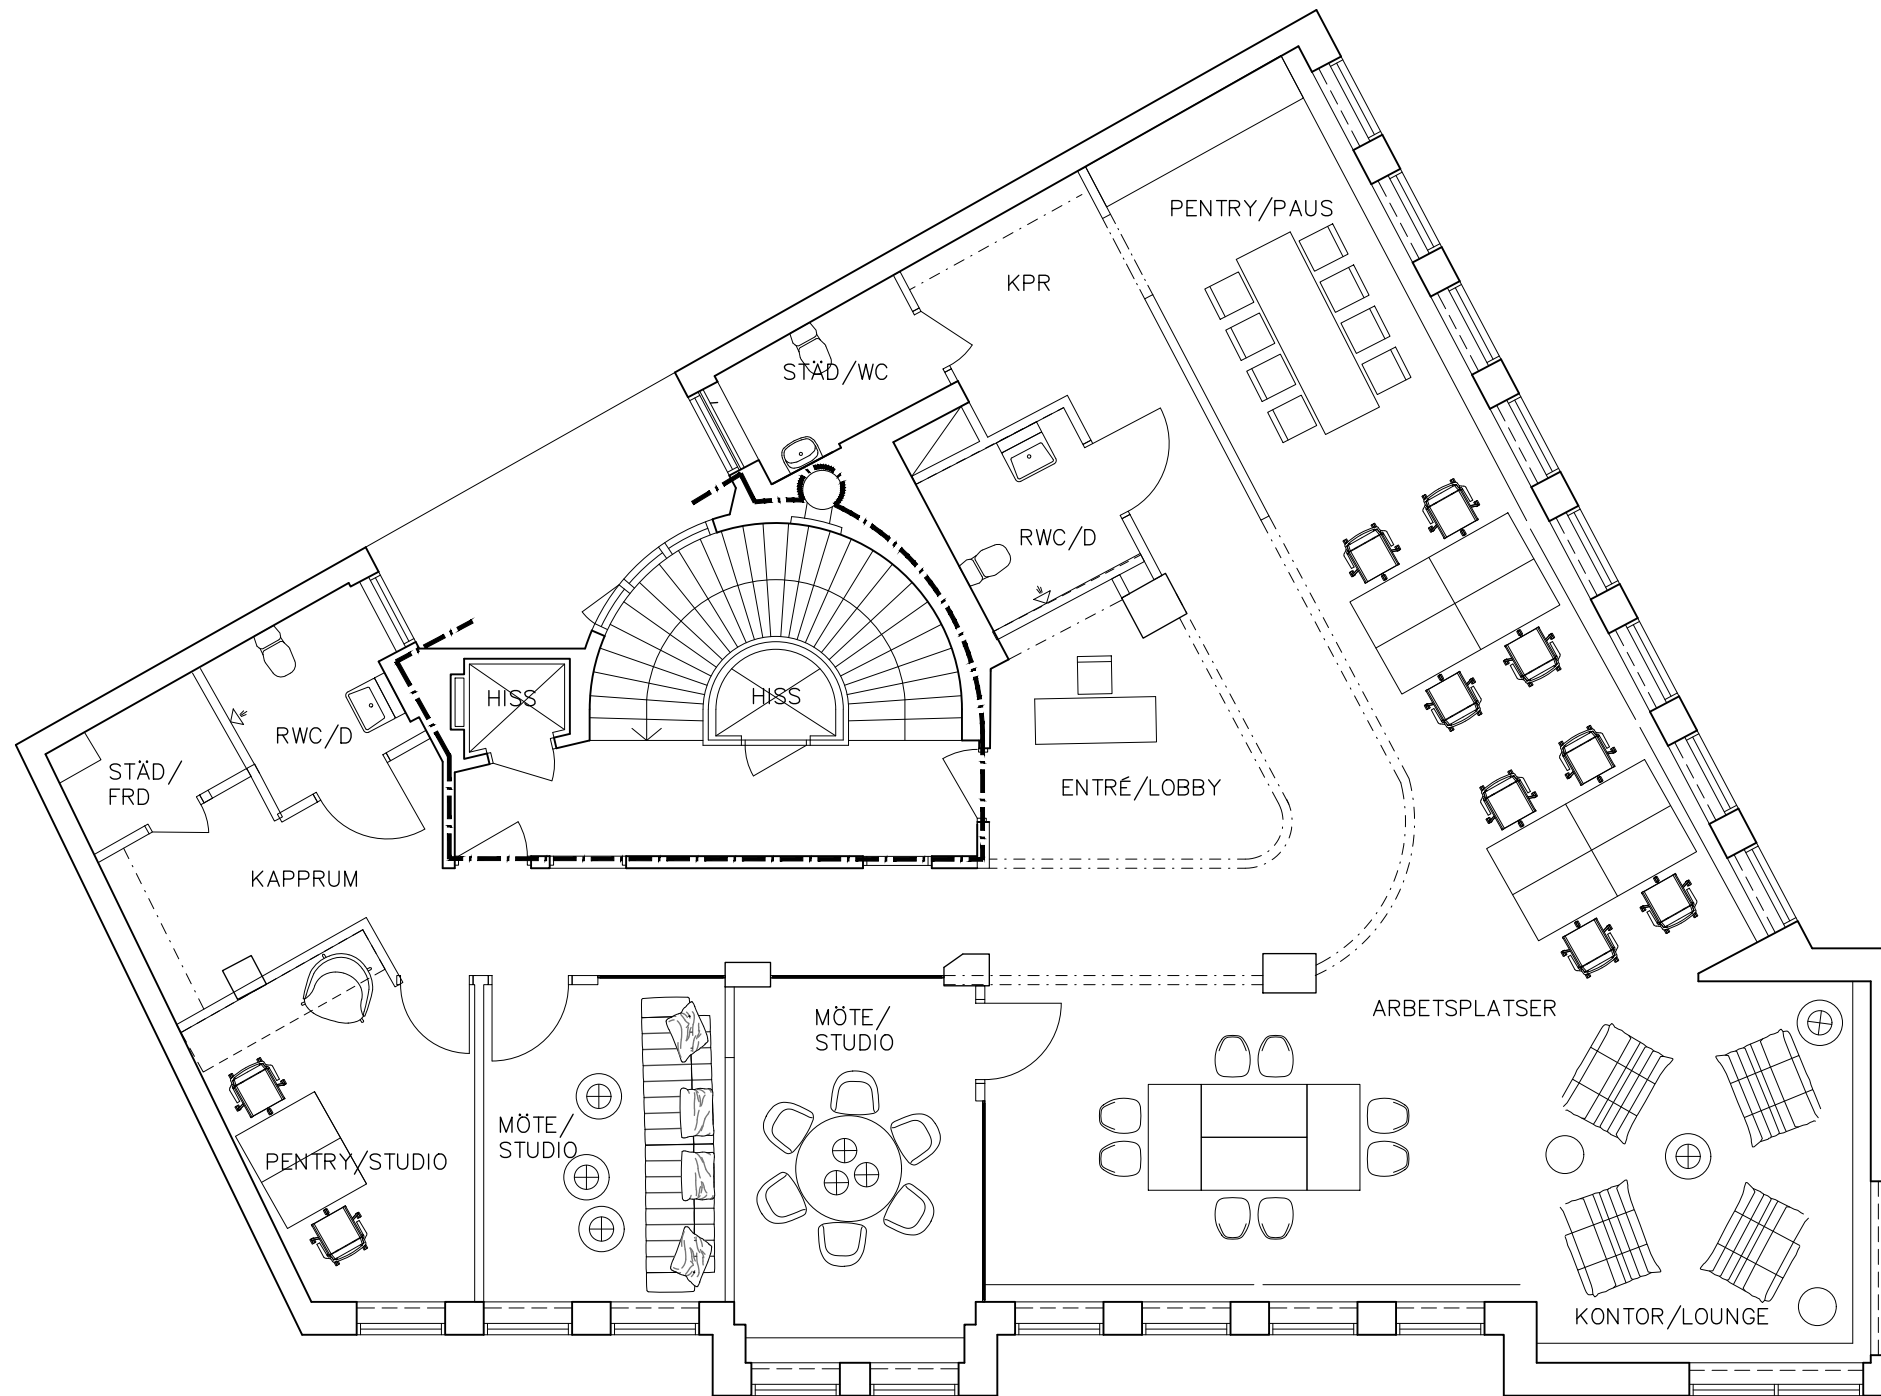 PENTRY/PAUS
KPR
STÄD/WC
RWC/D
HISS
HISS
RWC/D
STÄD/
FRD
ENTRÉ/LOBBY
KAPPRUM
ARBETSPLATSER
MÖTE/
STUDIO
MÖTE/
STUDIO
PENTRY/STUDIO
KONTOR/LOUNGE